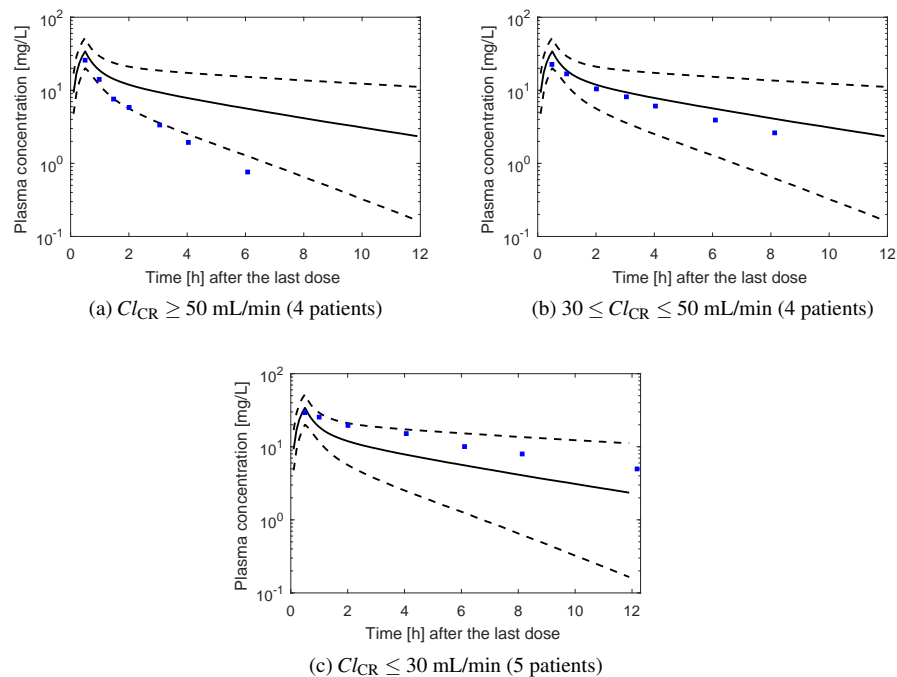 10²
10¹
10⁰
10⁻¹
Plasma concentration [mg/L]
0 2 4 6 8 10 12
Time [h] after the last dose
(a) Cl_CR ≥ 50 mL/min (4 patients)
10²
10¹
10⁰
10⁻¹
Plasma concentration [mg/L]
0 2 4 6 8 10 12
Time [h] after the last dose
(b) 30 ≤ Cl_CR ≤ 50 mL/min (4 patients)
10²
10¹
10⁰
10⁻¹
Plasma concentration [mg/L]
0 2 4 6 8 10 12
Time [h] after the last dose
(c) Cl_CR ≤ 30 mL/min (5 patients)